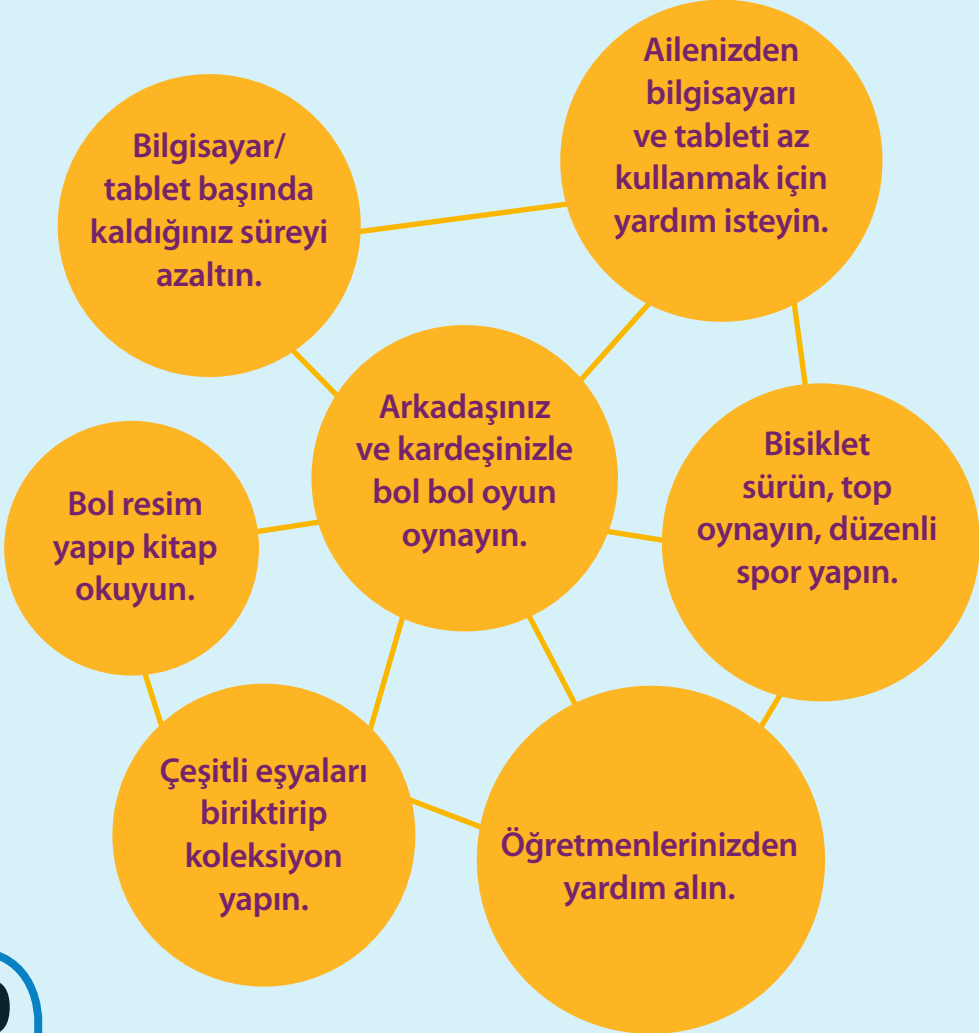 Bilgisayar/
tablet başında
kaldığınız süreyi
azaltın.
Ailenizden
bilgisayarı
ve tableti az
kullanmak için
yardım isteyin.
Arkadaşınız
ve kardeşinizle
bol bol oyun
oynayın.
Bisiklet
sürün, top
oynayın, düzenli
spor yapın.
Bol resim
yapıp kitap
okuyun.
Çeşitli eşyaları
biriktirip
koleksiyon
yapın.
Öğretmenlerinizden
yardım alın.